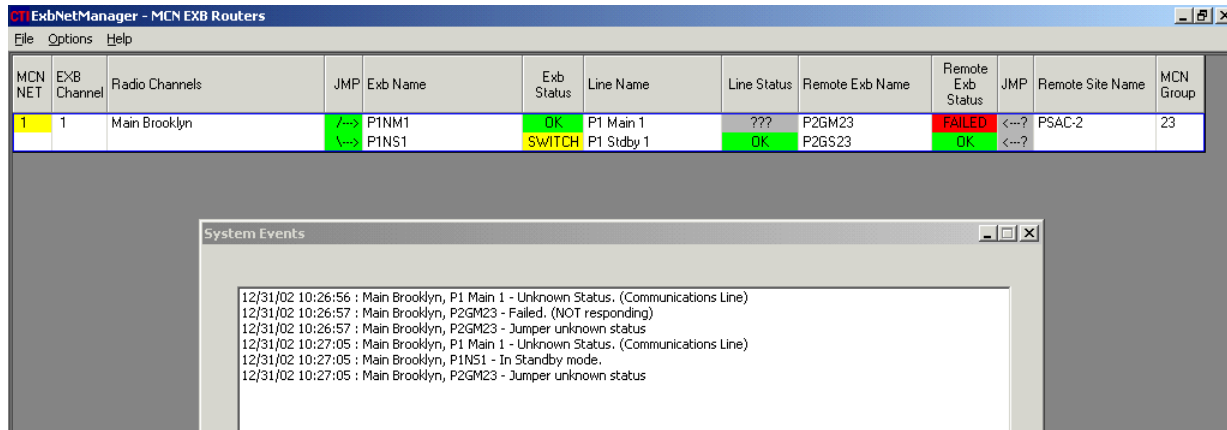 CTI ExbNetManager - MCN EXB Routers
File Options Help
MCN NET EXB Channel Radio Channels JMP Exb Name Exb Status Line Name Line Status Remote Exb Name Remote Exb Status JMP Remote Site Name MCN Group
1 1 Main Brooklyn /---> P1NM1 OK P1 Main 1 ??? P2GM23 FAILED <---? PSAC-2 23
\---> P1NS1 SWITCH P1 Stdby 1 OK P2GS23 OK <---?
System Events
12/31/02 10:26:56 : Main Brooklyn, P1 Main 1 - Unknown Status. (Communications Line)
12/31/02 10:26:57 : Main Brooklyn, P2GM23 - Failed. (NOT responding)
12/31/02 10:26:57 : Main Brooklyn, P2GM23 - Jumper unknown status
12/31/02 10:27:05 : Main Brooklyn, P1 Main 1 - Unknown Status. (Communications Line)
12/31/02 10:27:05 : Main Brooklyn, P1NS1 - In Standby mode.
12/31/02 10:27:05 : Main Brooklyn, P2GM23 - Jumper unknown status